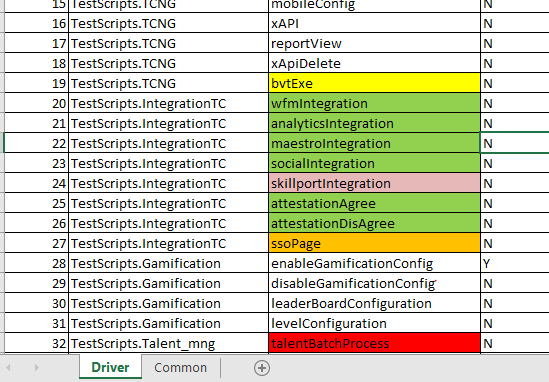 15 TestScripts.TCNG mobileConfig N
16 TestScripts.TCNG xAPI N
17 TestScripts.TCNG reportView N
18 TestScripts.TCNG xApiDelete N
19 TestScripts.TCNG bvtExe N
20 TestScripts.IntegrationTC wfmIntegration N
21 TestScripts.IntegrationTC analyticsIntegration N
22 TestScripts.IntegrationTC maestroIntegration N
23 TestScripts.IntegrationTC socialIntegration N
24 TestScripts.IntegrationTC skillportIntegration N
25 TestScripts.IntegrationTC attestationAgree N
26 TestScripts.IntegrationTC attestationDisAgree N
27 TestScripts.IntegrationTC ssoPage N
28 TestScripts.Gamification enableGamificationConfig Y
29 TestScripts.Gamification disableGamificationConfig N
30 TestScripts.Gamification leaderBoardConfiguration N
31 TestScripts.Gamification levelConfiguration N
32 TestScripts.Talent_mng talentBatchProcess N
Driver Common